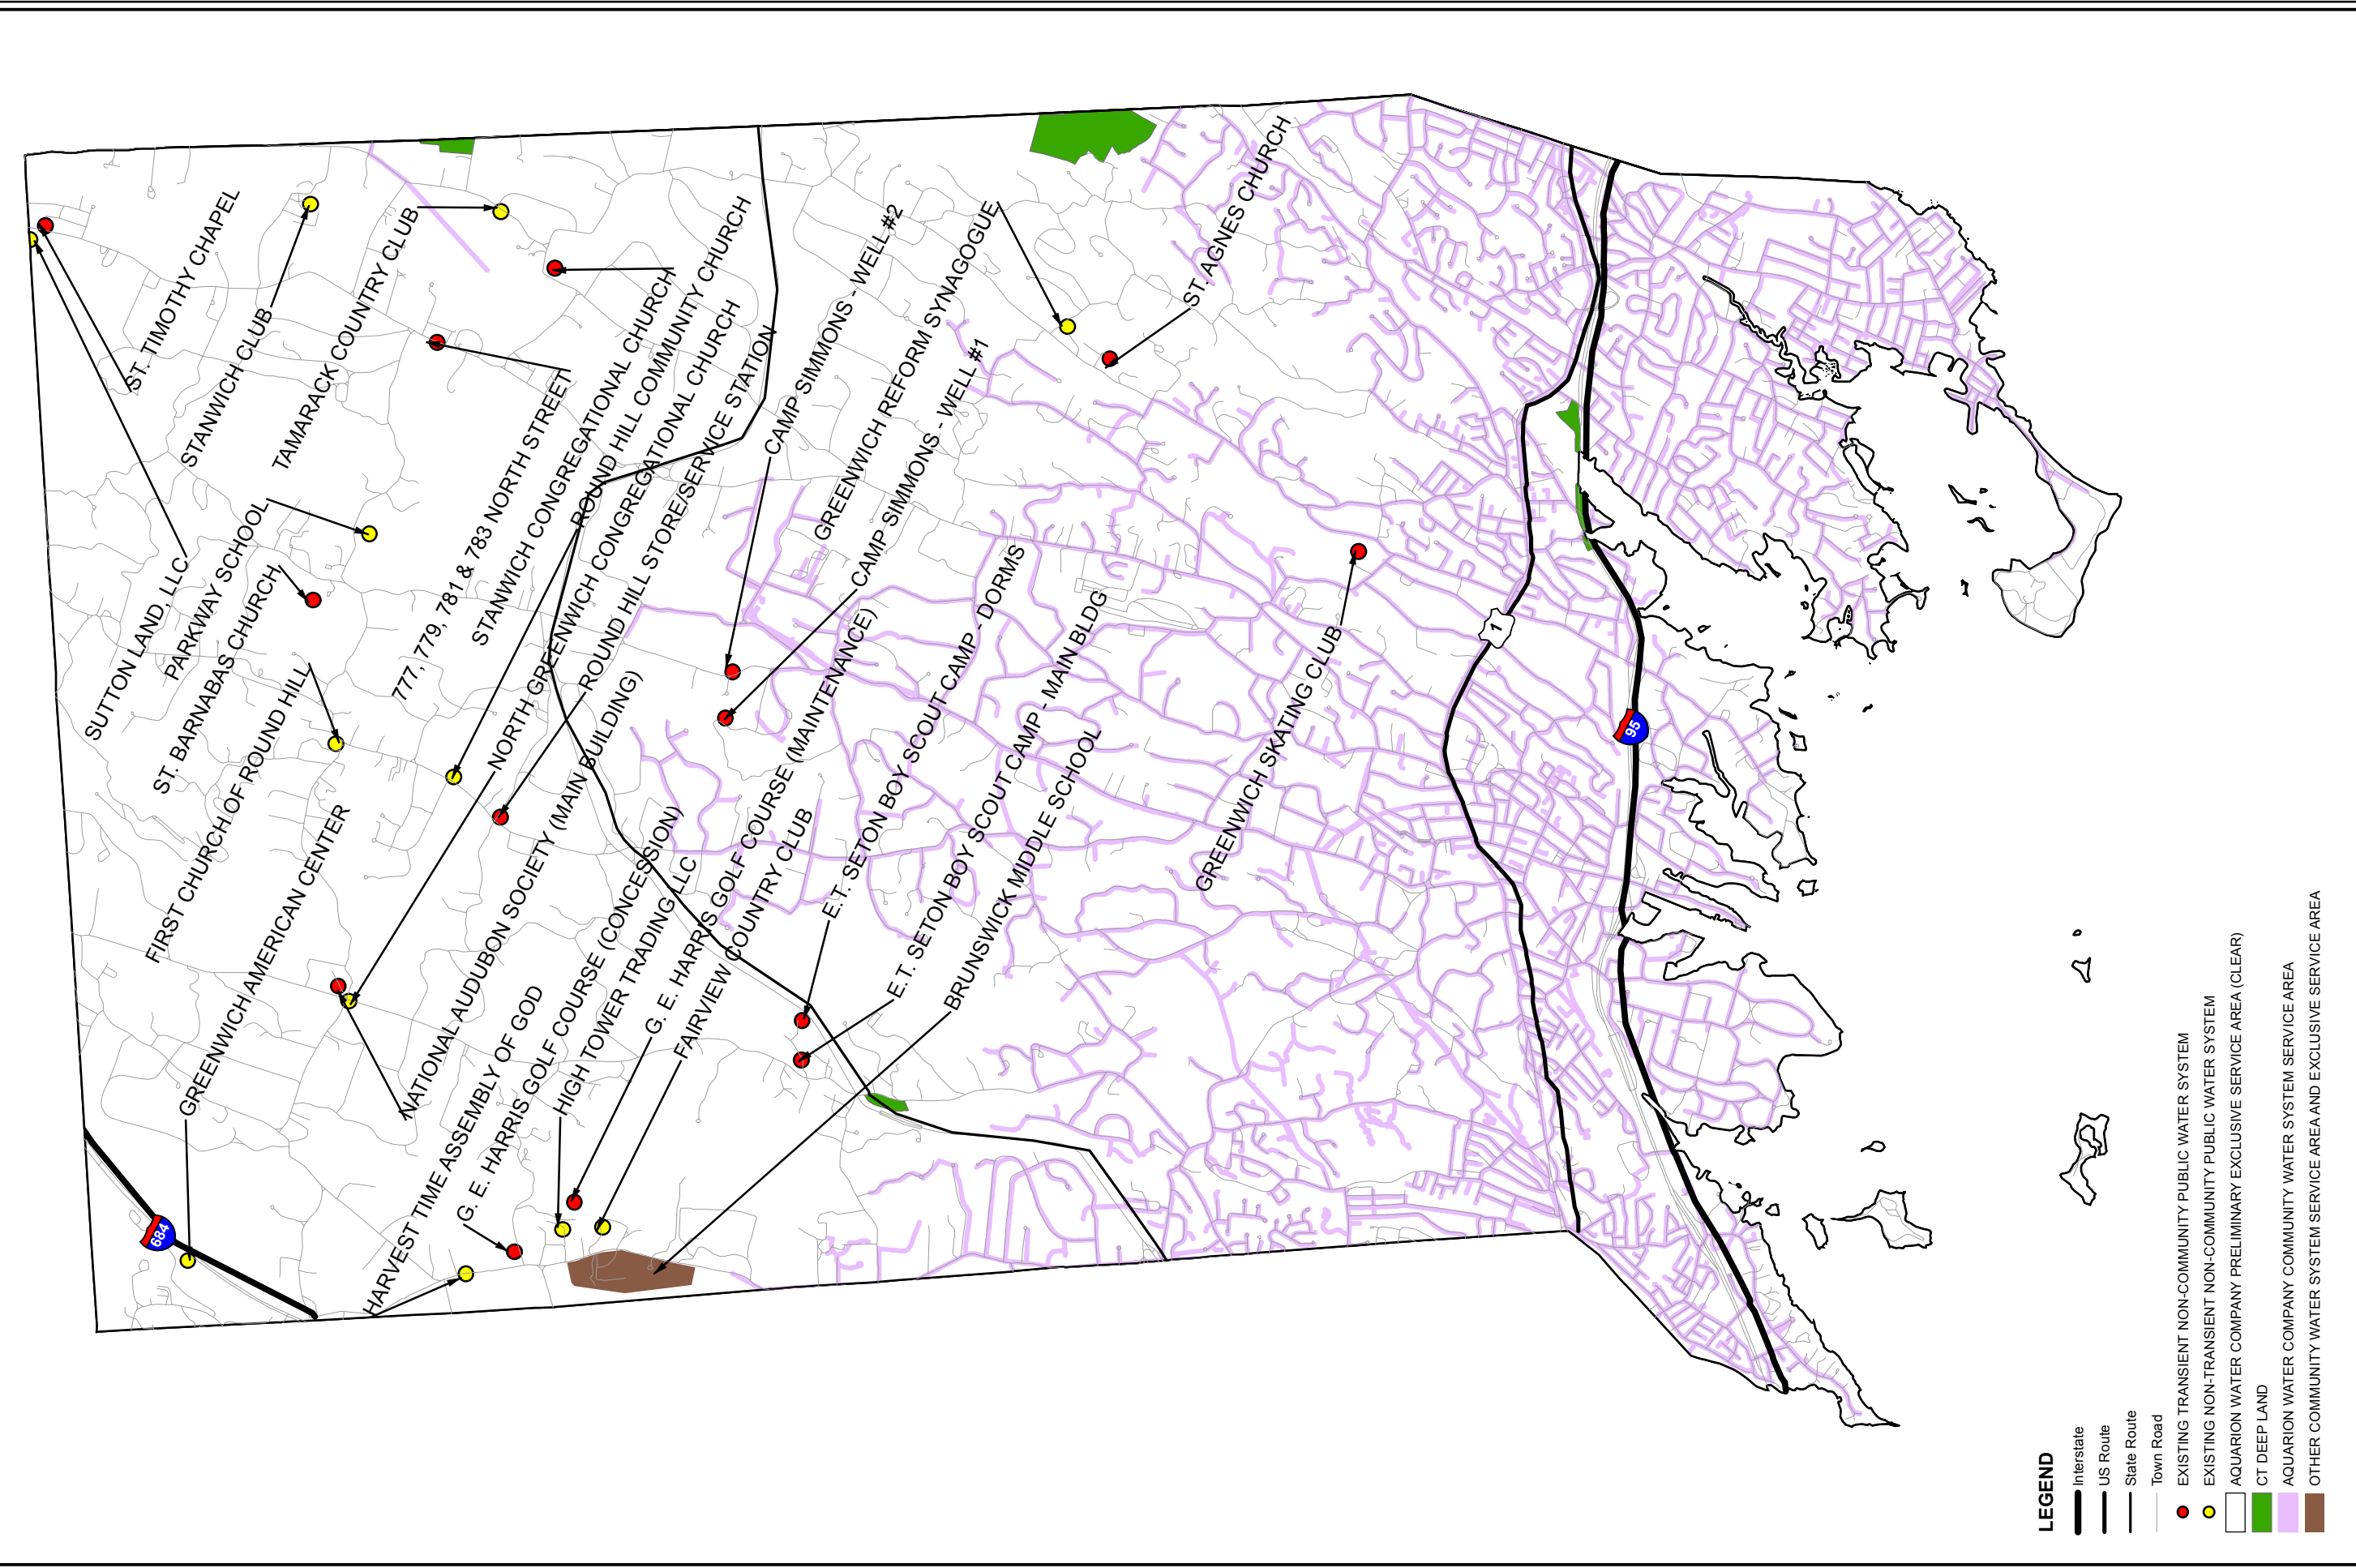 ST. TIMOTHY CHAPEL
STANWICH CLUB
TAMARACK COUNTRY CLUB
SUTTON LAND, LLC
PARKWAY SCHOOL
ST. BARNABAS CHURCH
FIRST CHURCH OF ROUND HILL
GREENWICH AMERICAN CENTER
777, 779, 781 & 783 NORTH STREET
STANWICH CONGREGATIONAL CHURCH
ROUND HILL COMMUNITY CHURCH
NORTH GREENWICH CONGREGATIONAL CHURCH
ROUND HILL STORE/SERVICE STATION
NATIONAL AUDUBON SOCIETY (MAIN BUILDING)
HARVEST TIME ASSEMBLY OF GOD
G. E. HARRIS GOLF COURSE (CONCESSION)
HIGH TOWER TRADING LLC
G. E. HARRIS GOLF COURSE (MAINTENANCE)
FAIRVIEW COUNTRY CLUB
CAMP SIMMONS - WELL #2
GREENWICH REFORM SYNAGOGUE
CAMP SIMMONS - WELL #1
E.T. SETON BOY SCOUT CAMP - DORMS
E.T. SETON BOY SCOUT CAMP - MAIN BLDG
BRUNSWICK MIDDLE SCHOOL
ST. AGNES CHURCH
GREENWICH SKATING CLUB
684
1
95
LEGEND
Interstate
US Route
State Route
Town Road
EXISTING TRANSIENT NON-COMMUNITY PUBLIC WATER SYSTEM
EXISTING NON-TRANSIENT NON-COMMUNITY PUBLIC WATER SYSTEM
AQUARION WATER COMPANY PRELIMINARY EXCLUSIVE SERVICE AREA (CLEAR)
CT DEEP LAND
AQUARION WATER COMPANY COMMUNITY WATER SYSTEM SERVICE AREA
OTHER COMMUNITY WATER SYSTEM SERVICE AREA AND EXCLUSIVE SERVICE AREA